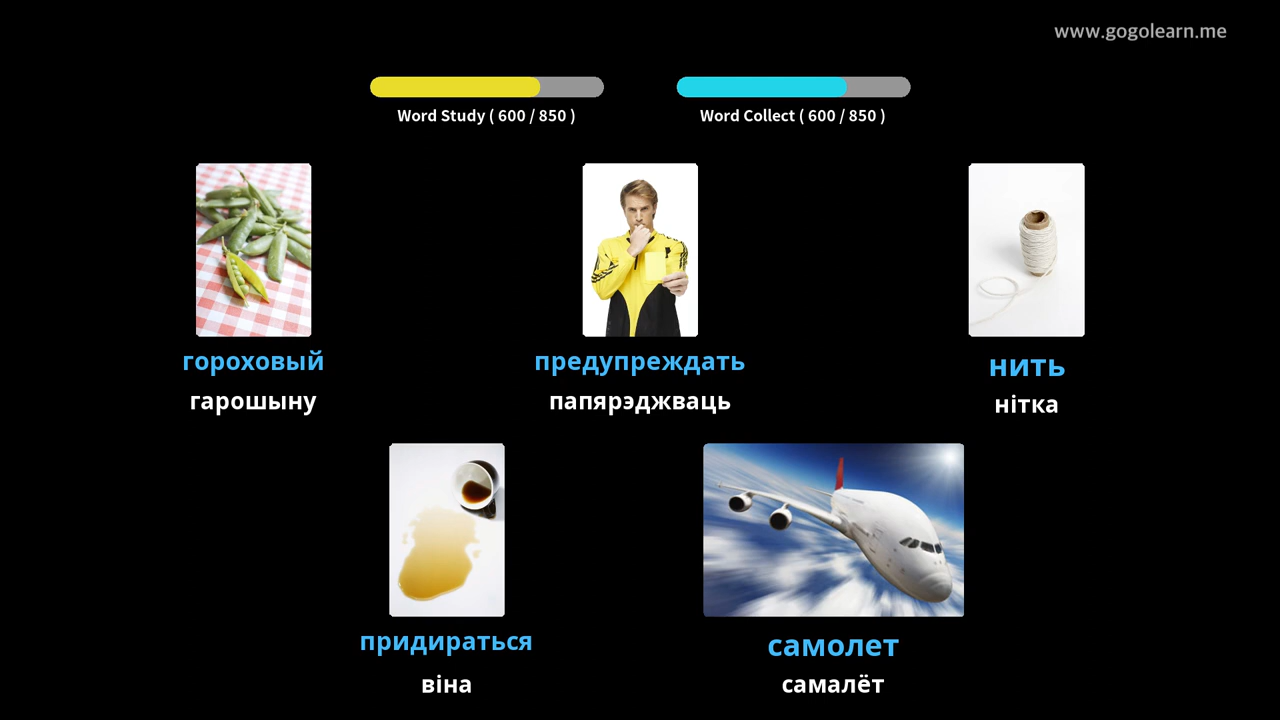 www.gogolearn.me
Word Study ( 600 / 850 )
Word Collect ( 600 / 850 )
гороховый
гарошыну
предупреждать
папярэджваць
нить
нітка
придираться
віна
самолет
самалёт